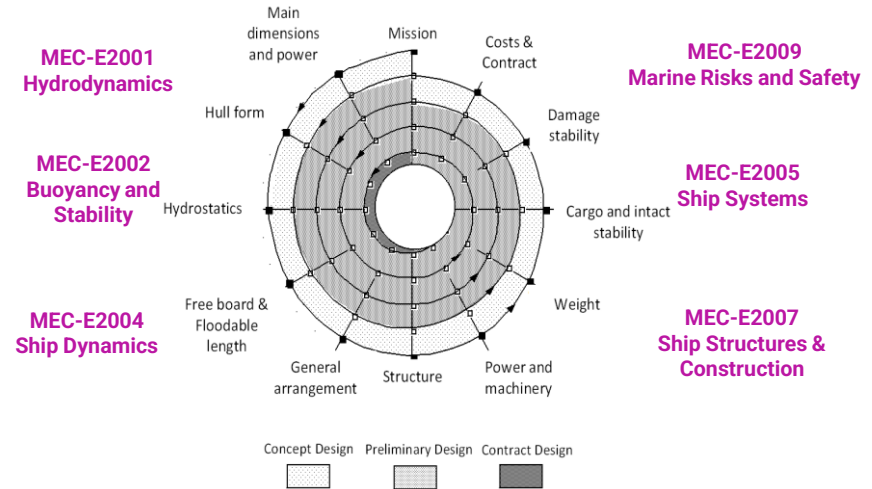 Main
dimensions
and power
Mission
Costs &
Contract
MEC-E2001
Hydrodynamics
MEC-E2009
Marine Risks and Safety
Hull form
Damage
stability
MEC-E2002
Buoyancy and
Stability
MEC-E2005
Ship Systems
Hydrostatics
Cargo and intact
stability
Free board &
Floodable
length
Weight
MEC-E2004
Ship Dynamics
MEC-E2007
Ship Structures &
Construction
General
arrangement
Structure
Power and
machinery
Concept Design
Preliminary Design
Contract Design